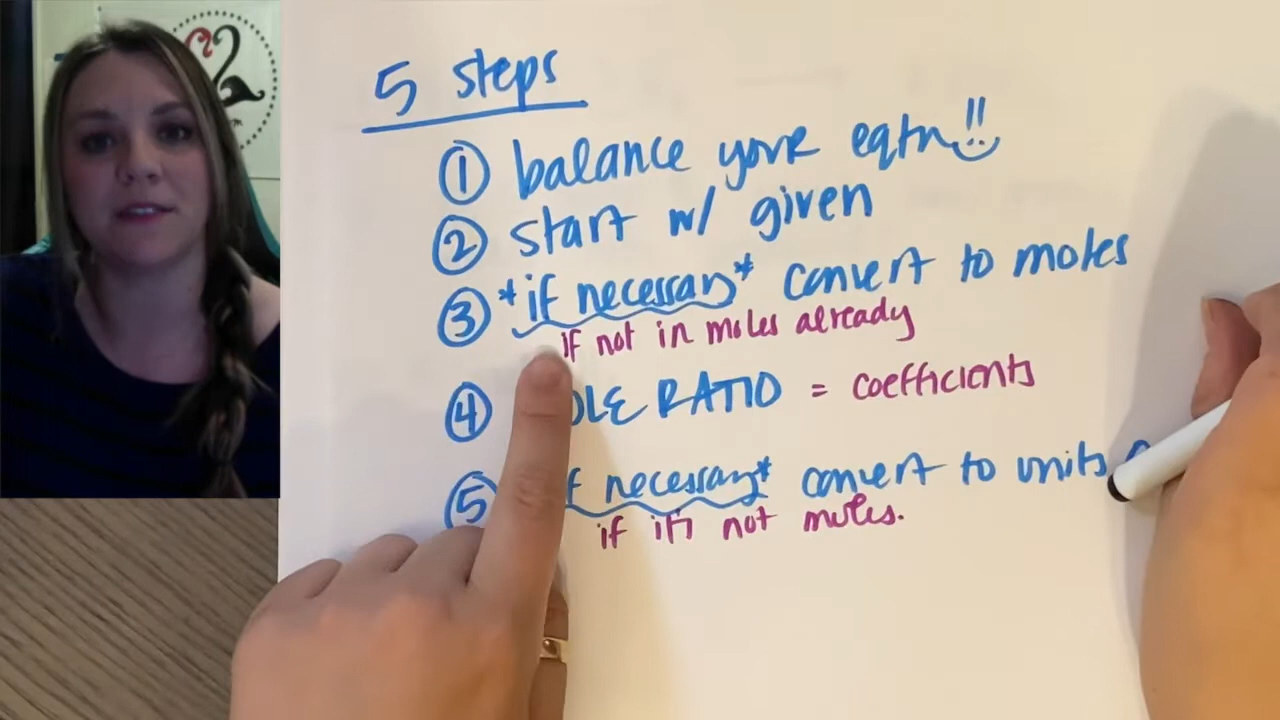 5 steps
① balance your eqtn!!
② start w/ given
③ *if necessary* convert to moles
if not in moles already
④ RATIO = coefficients
⑤ necessary* convert to units
if it's not moles.